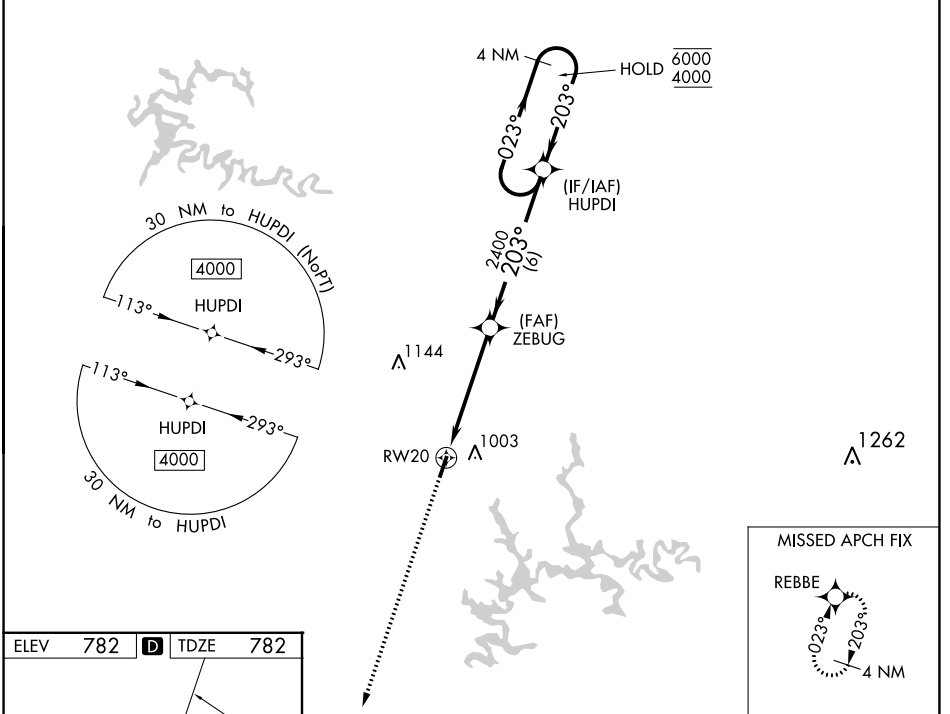 4 NM
HOLD 6000
4000
023°
203°
(IF/IAF)
HUPDI
2400
203°
(6)
30 NM to HUPDI (NoPT)
4000
HUPDI
113°
293°
113°
293°
HUPDI
4000
30 NM to HUPDI
(FAF)
ZEBUG
1144
RW20
1003
1262
MISSED APCH FIX
REBBE
023°
203°
4 NM
ELEV 782 D TDZE 782